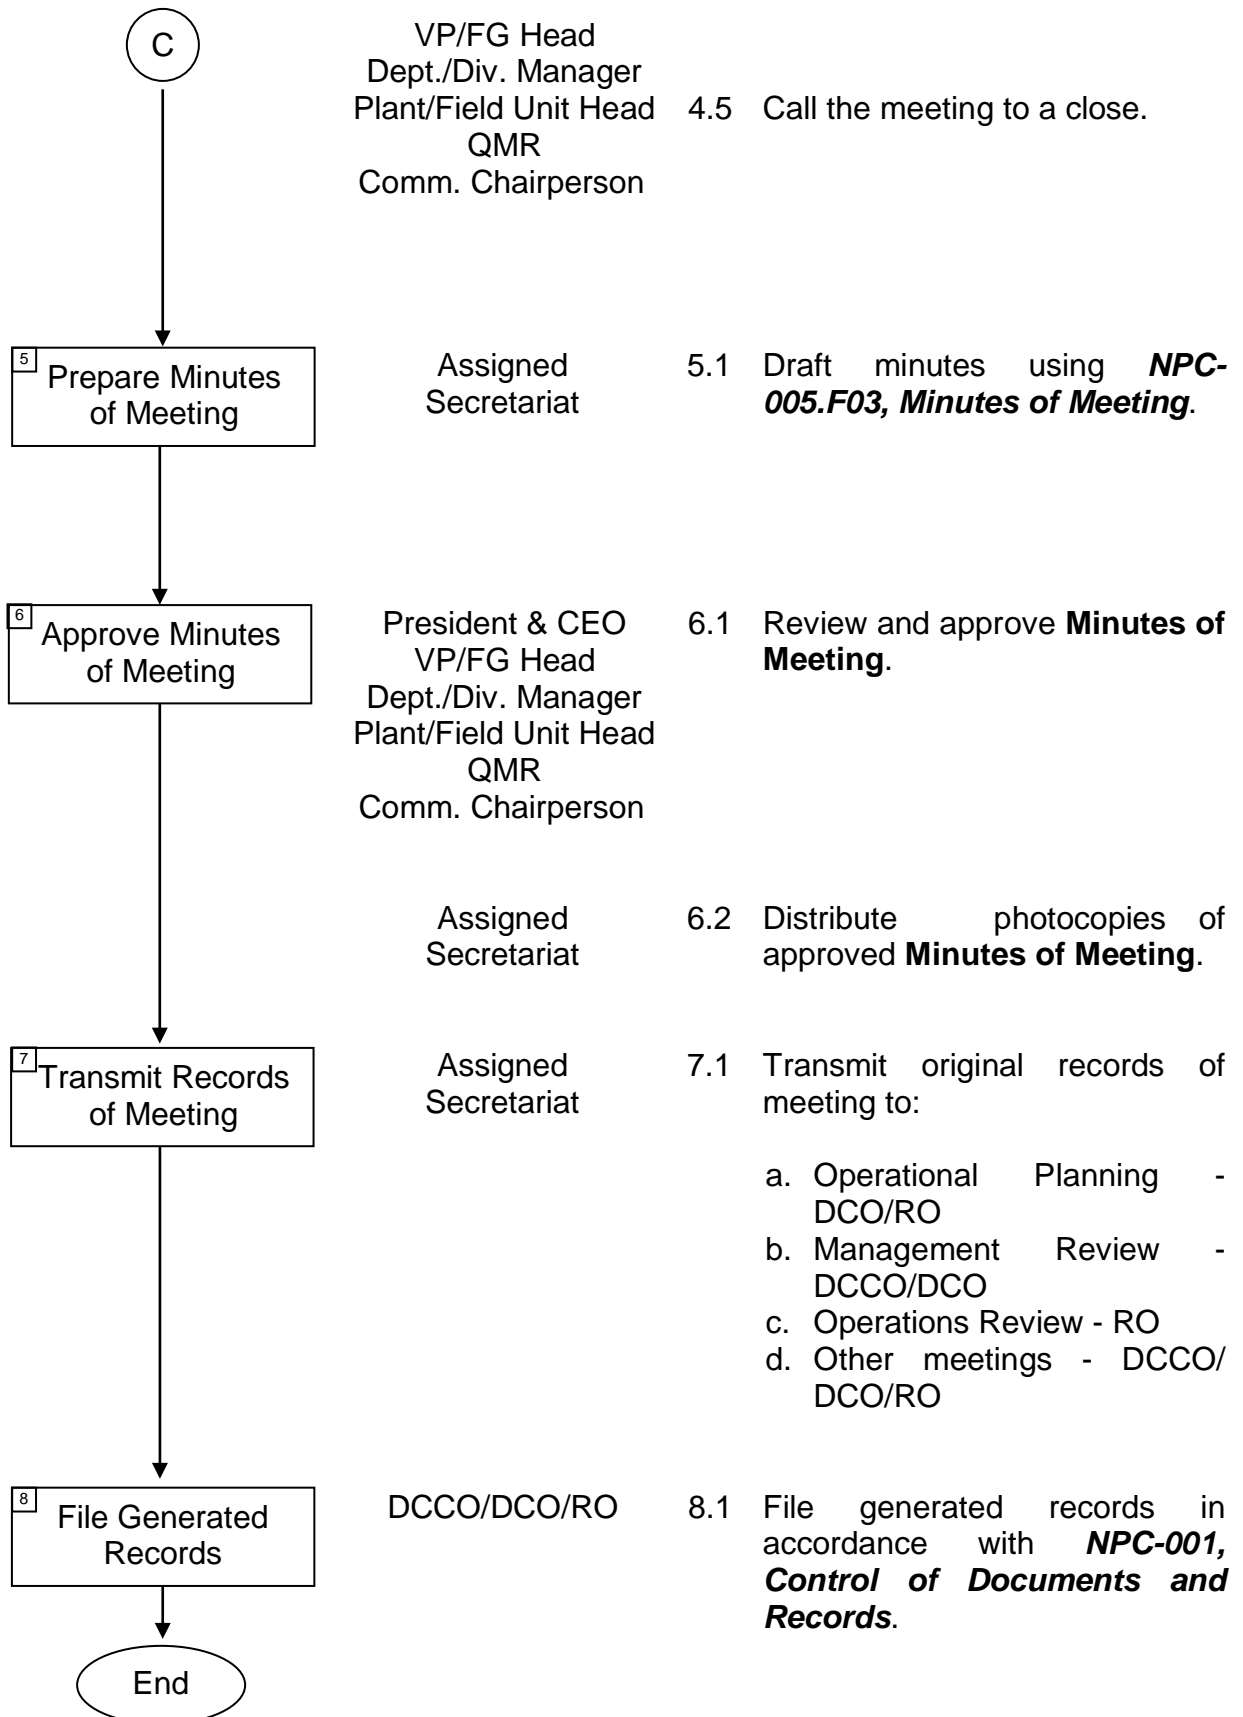 C
VP/FG Head
Dept./Div. Manager
Plant/Field Unit Head
QMR
Comm. Chairperson
4.5 Call the meeting to a close.
5
Prepare Minutes
of Meeting
Assigned
Secretariat
5.1 Draft minutes using NPC-
005.F03, Minutes of Meeting.
6
Approve Minutes
of Meeting
President & CEO
VP/FG Head
Dept./Div. Manager
Plant/Field Unit Head
QMR
Comm. Chairperson
6.1 Review and approve Minutes of
Meeting.
Assigned
Secretariat
6.2 Distribute photocopies of
approved Minutes of Meeting.
7
Transmit Records
of Meeting
Assigned
Secretariat
7.1 Transmit original records of
meeting to:
a. Operational Planning -
DCO/RO
b. Management Review -
DCCO/DCO
c. Operations Review - RO
d. Other meetings - DCCO/
DCO/RO
8
File Generated
Records
DCCO/DCO/RO
8.1 File generated records in
accordance with NPC-001,
Control of Documents and
Records.
End